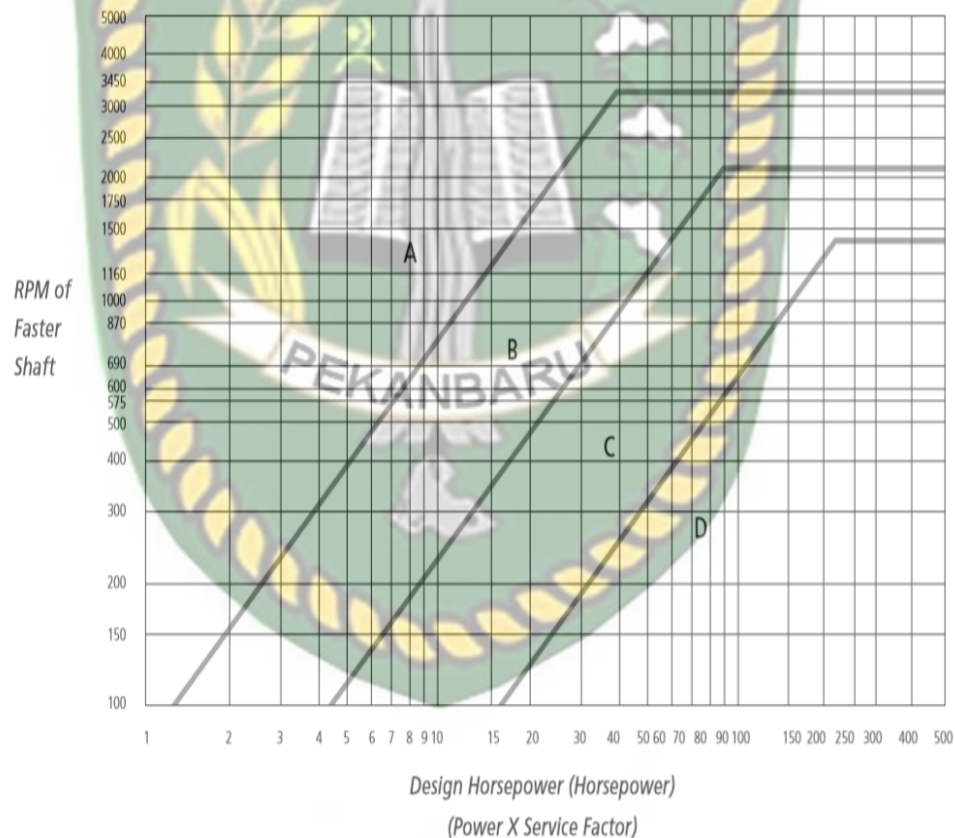 5000
4000
3450
3000
2500
2000
1750
1500
1160
1000
870
690
600
575
500
400
300
200
150
100
RPM of
Faster
Shaft
A
B
C
D
PEKANBARU
1 2 3 4 5 6 7 8 9 10 15 20 30 40 50 60 70 80 90 100 150 200 250 300 400 500
Design Horsepower (Horsepower)
(Power X Service Factor)